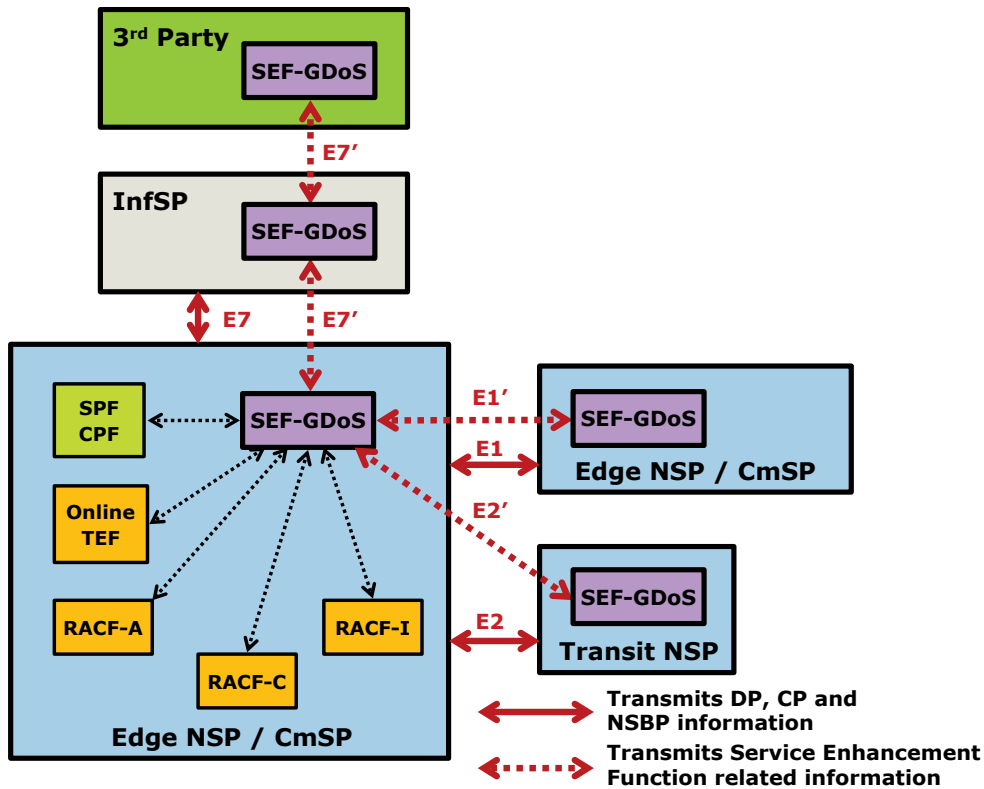 3rd Party
SEF-GDoS
E7’
InfSP
SEF-GDoS
E7
E7’
SPF
CPF
SEF-GDoS
E1’
SEF-GDoS
E1
Edge NSP / CmSP
Online
TEF
E2’
SEF-GDoS
RACF-A
RACF-I
E2
Transit NSP
RACF-C
Edge NSP / CmSP
Transmits DP, CP and
NSBP information
Transmits Service Enhancement
Function related information